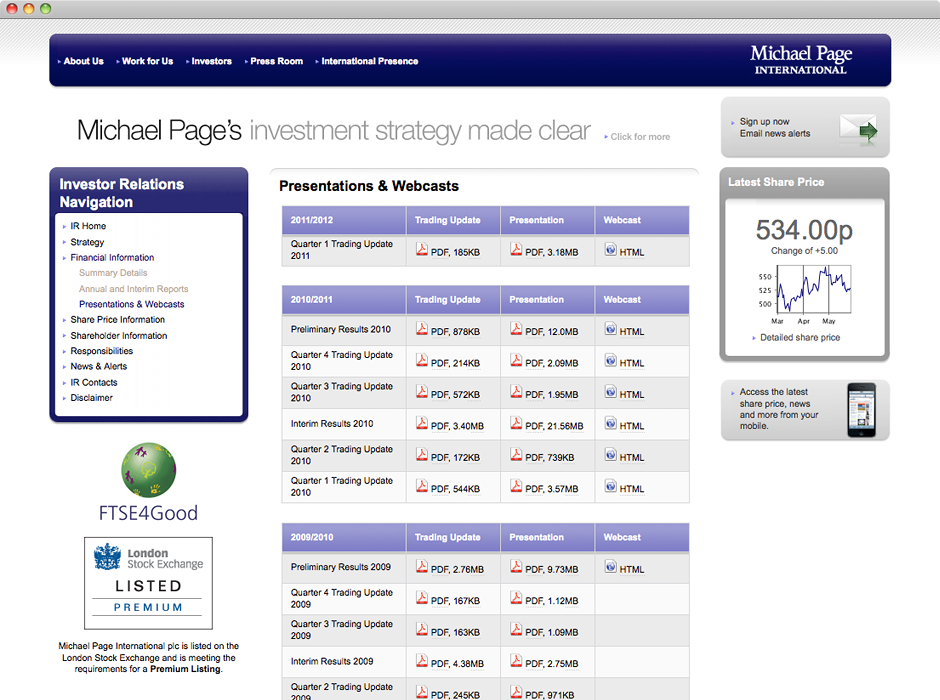 About Us Work for Us Investors Press Room International Presence
Michael Page
INTERNATIONAL
Michael Page's investment strategy made clear Click for more
Sign up now
Email news alerts
Investor Relations
Navigation
IR Home
Strategy
Financial Information
Summary Details
Annual and Interim Reports
Presentations & Webcasts
Share Price Information
Shareholder Information
Responsibilities
News & Alerts
IR Contacts
Disclaimer
FTSE4Good
London
Stock Exchange
LISTED
PREMIUM
Michael Page International plc is listed on the
London Stock Exchange and is meeting the
requirements for a Premium Listing.
Presentations & Webcasts
2011/2012 Trading Update Presentation Webcast
Quarter 1 Trading Update
2011 PDF, 185KB PDF, 3.18MB HTML
2010/2011 Trading Update Presentation Webcast
Preliminary Results 2010 PDF, 878KB PDF, 12.0MB HTML
Quarter 4 Trading Update
2010 PDF, 214KB PDF, 2.09MB HTML
Quarter 3 Trading Update
2010 PDF, 572KB PDF, 1.95MB HTML
Interim Results 2010 PDF, 3.40MB PDF, 21.56MB HTML
Quarter 2 Trading Update
2010 PDF, 172KB PDF, 739KB HTML
Quarter 1 Trading Update
2010 PDF, 544KB PDF, 3.57MB HTML
2009/2010 Trading Update Presentation Webcast
Preliminary Results 2009 PDF, 2.76MB PDF, 9.73MB HTML
Quarter 4 Trading Update
2009 PDF, 167KB PDF, 1.12MB
Quarter 3 Trading Update
2009 PDF, 163KB PDF, 1.09MB
Interim Results 2009 PDF, 4.38MB PDF, 2.75MB
Quarter 2 Trading Update
2009 PDF, 245KB PDF, 971KB
Latest Share Price
534.00p
Change of +5.00
550
525
500
Mar Apr May
Detailed share price
Access the latest
share price, news
and more from your
mobile.